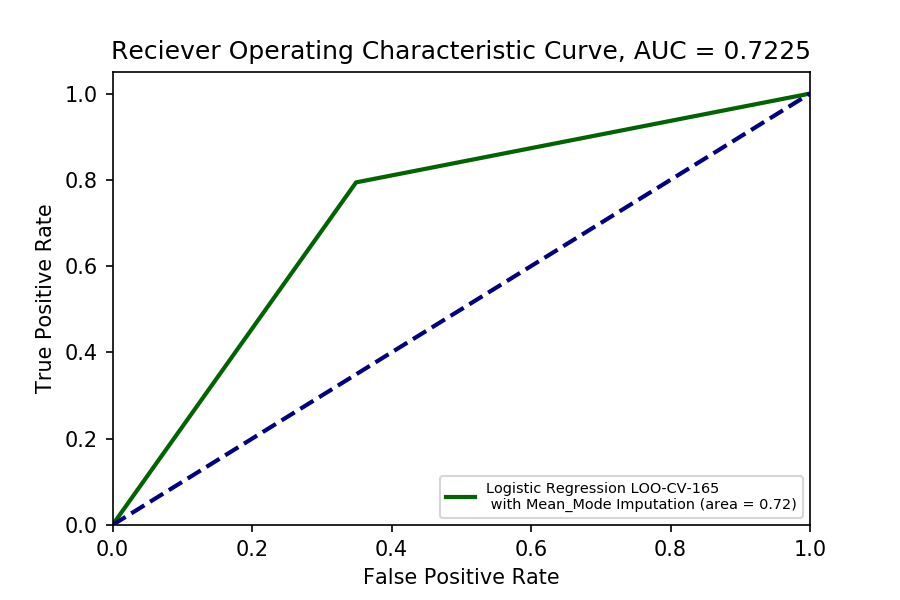 Reciever Operating Characteristic Curve, AUC = 0.7225
True Positive Rate
1.0
0.8
0.6
0.4
0.2
0.0
Logistic Regression LOO-CV-165
with Mean_Mode Imputation (area = 0.72)
0.0 0.2 0.4 0.6 0.8 1.0
False Positive Rate